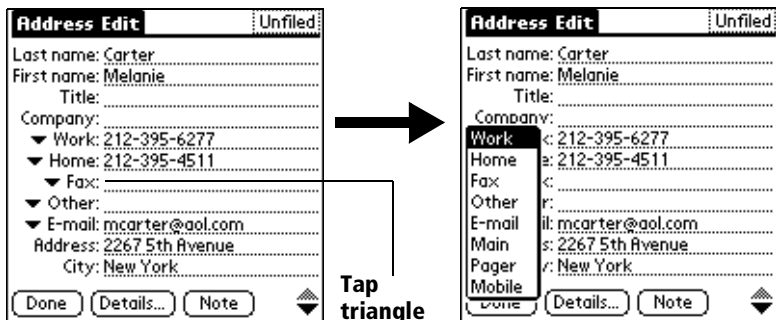 Address Edit Unfiled
Last name: Carter
First name: Melanie
Title:
Company:
Work: 212-395-6277
Home: 212-395-4511
Fax:
Other:
E-mail: mcarter@aol.com
Address: 2267 5th Avenue
City: New York
Done Details... Note
Tap
triangle
Address Edit Unfiled
Last name: Carter
First name: Melanie
Title:
Company:
Work k: 212-395-6277
Home e: 212-395-4511
Fax x:
Other r:
E-mail il: mcarter@aol.com
Main s: 2267 5th Avenue
Pager y: New York
Mobile
Done Details... Note